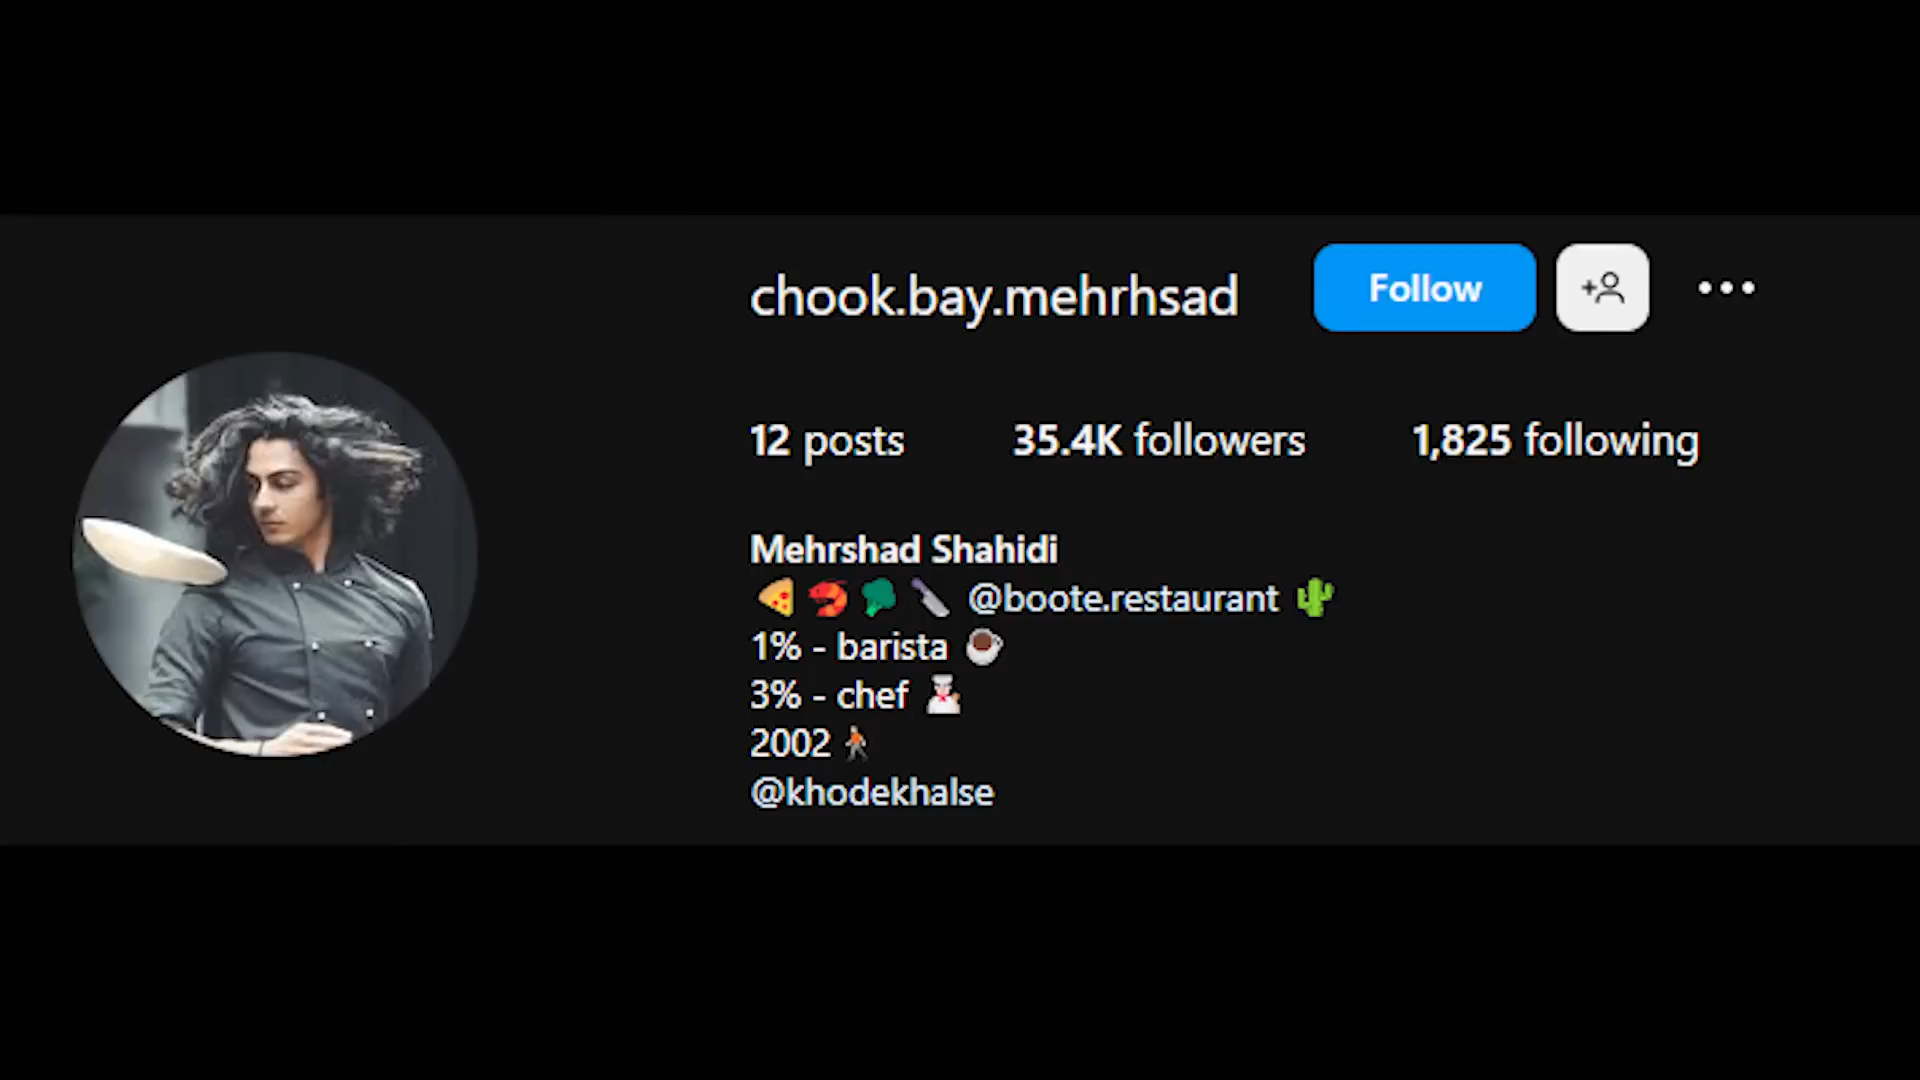 chook.bay.mehrhsad
Follow
12 posts 35.4K followers 1,825 following
Mehrshad Shahidi
🍕🦐🥦🔪 @boote.restaurant 🌵
1% - barista ☕
3% - chef 👨‍🍳
2002 🚶
@khodekhalse